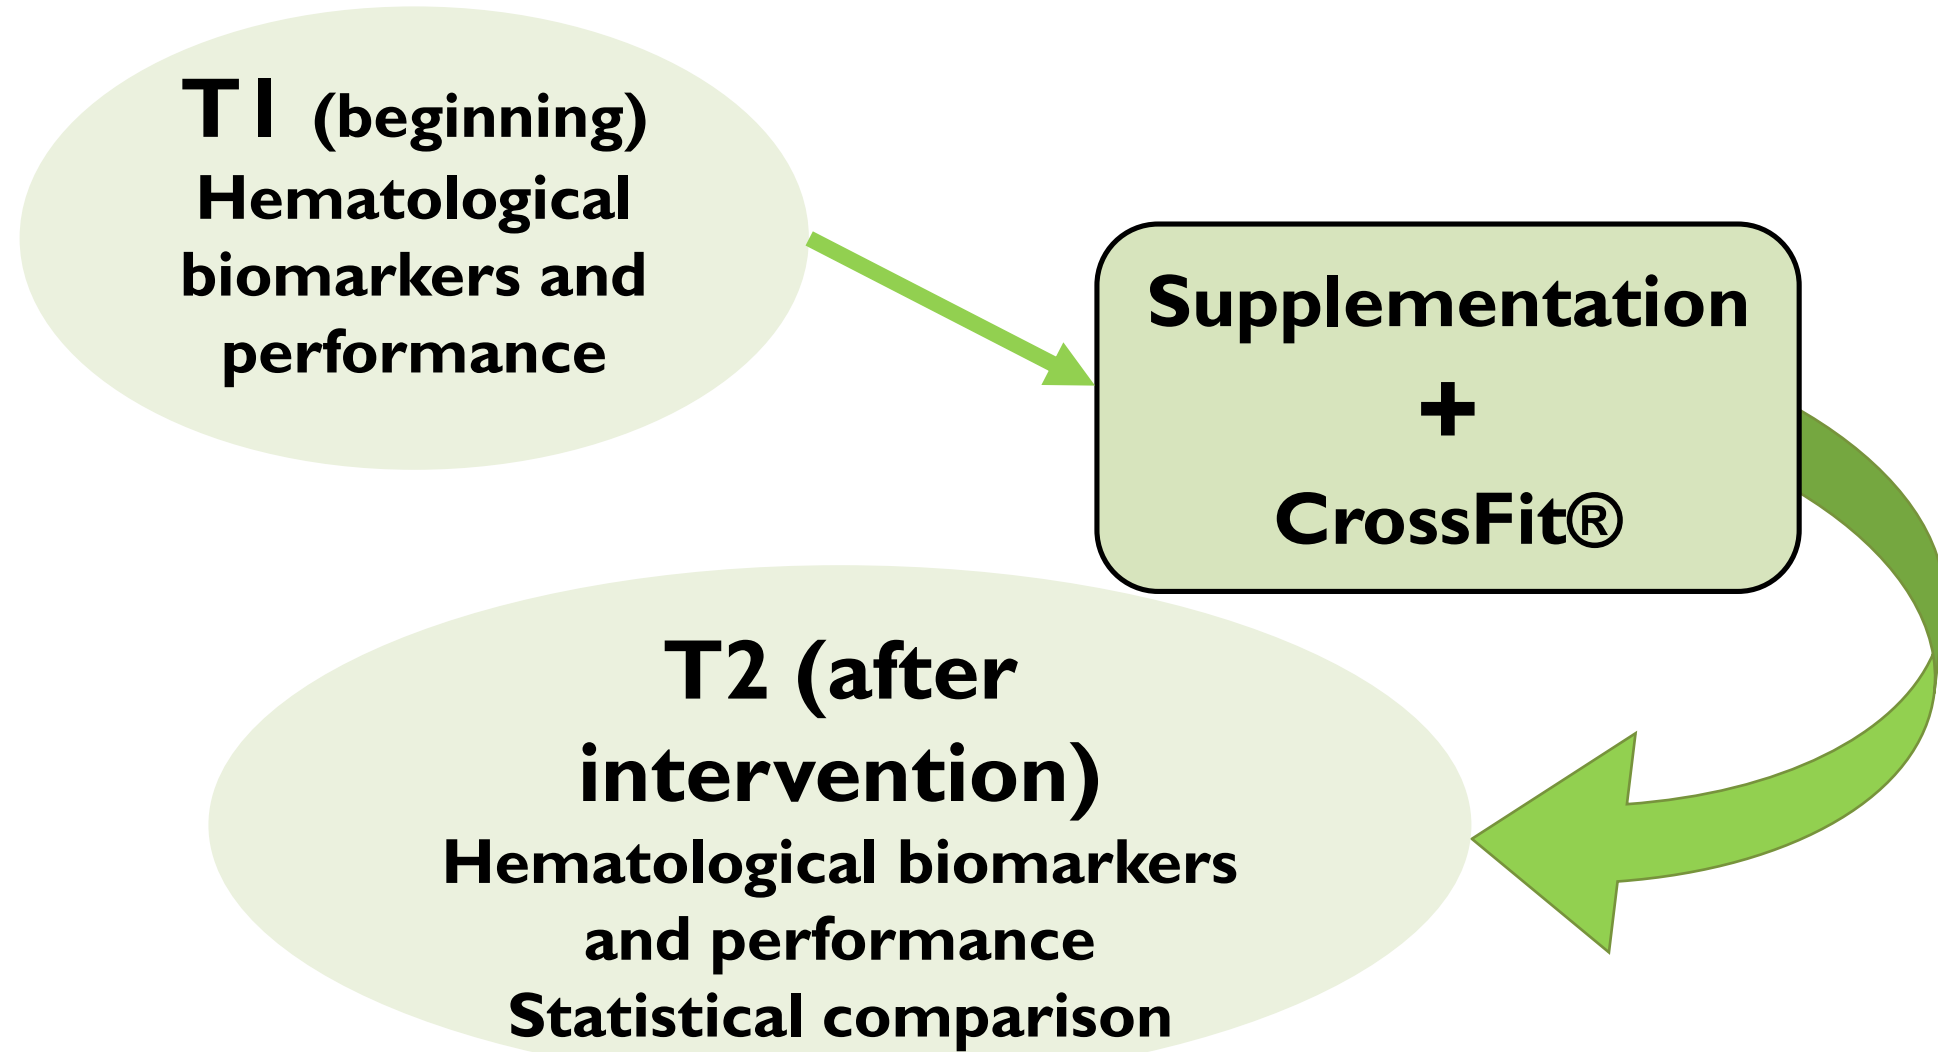 T1 (beginning)
Hematological
biomarkers and
performance
Supplementation
+
CrossFit®
T2 (after
intervention)
Hematological biomarkers
and performance
Statistical comparison